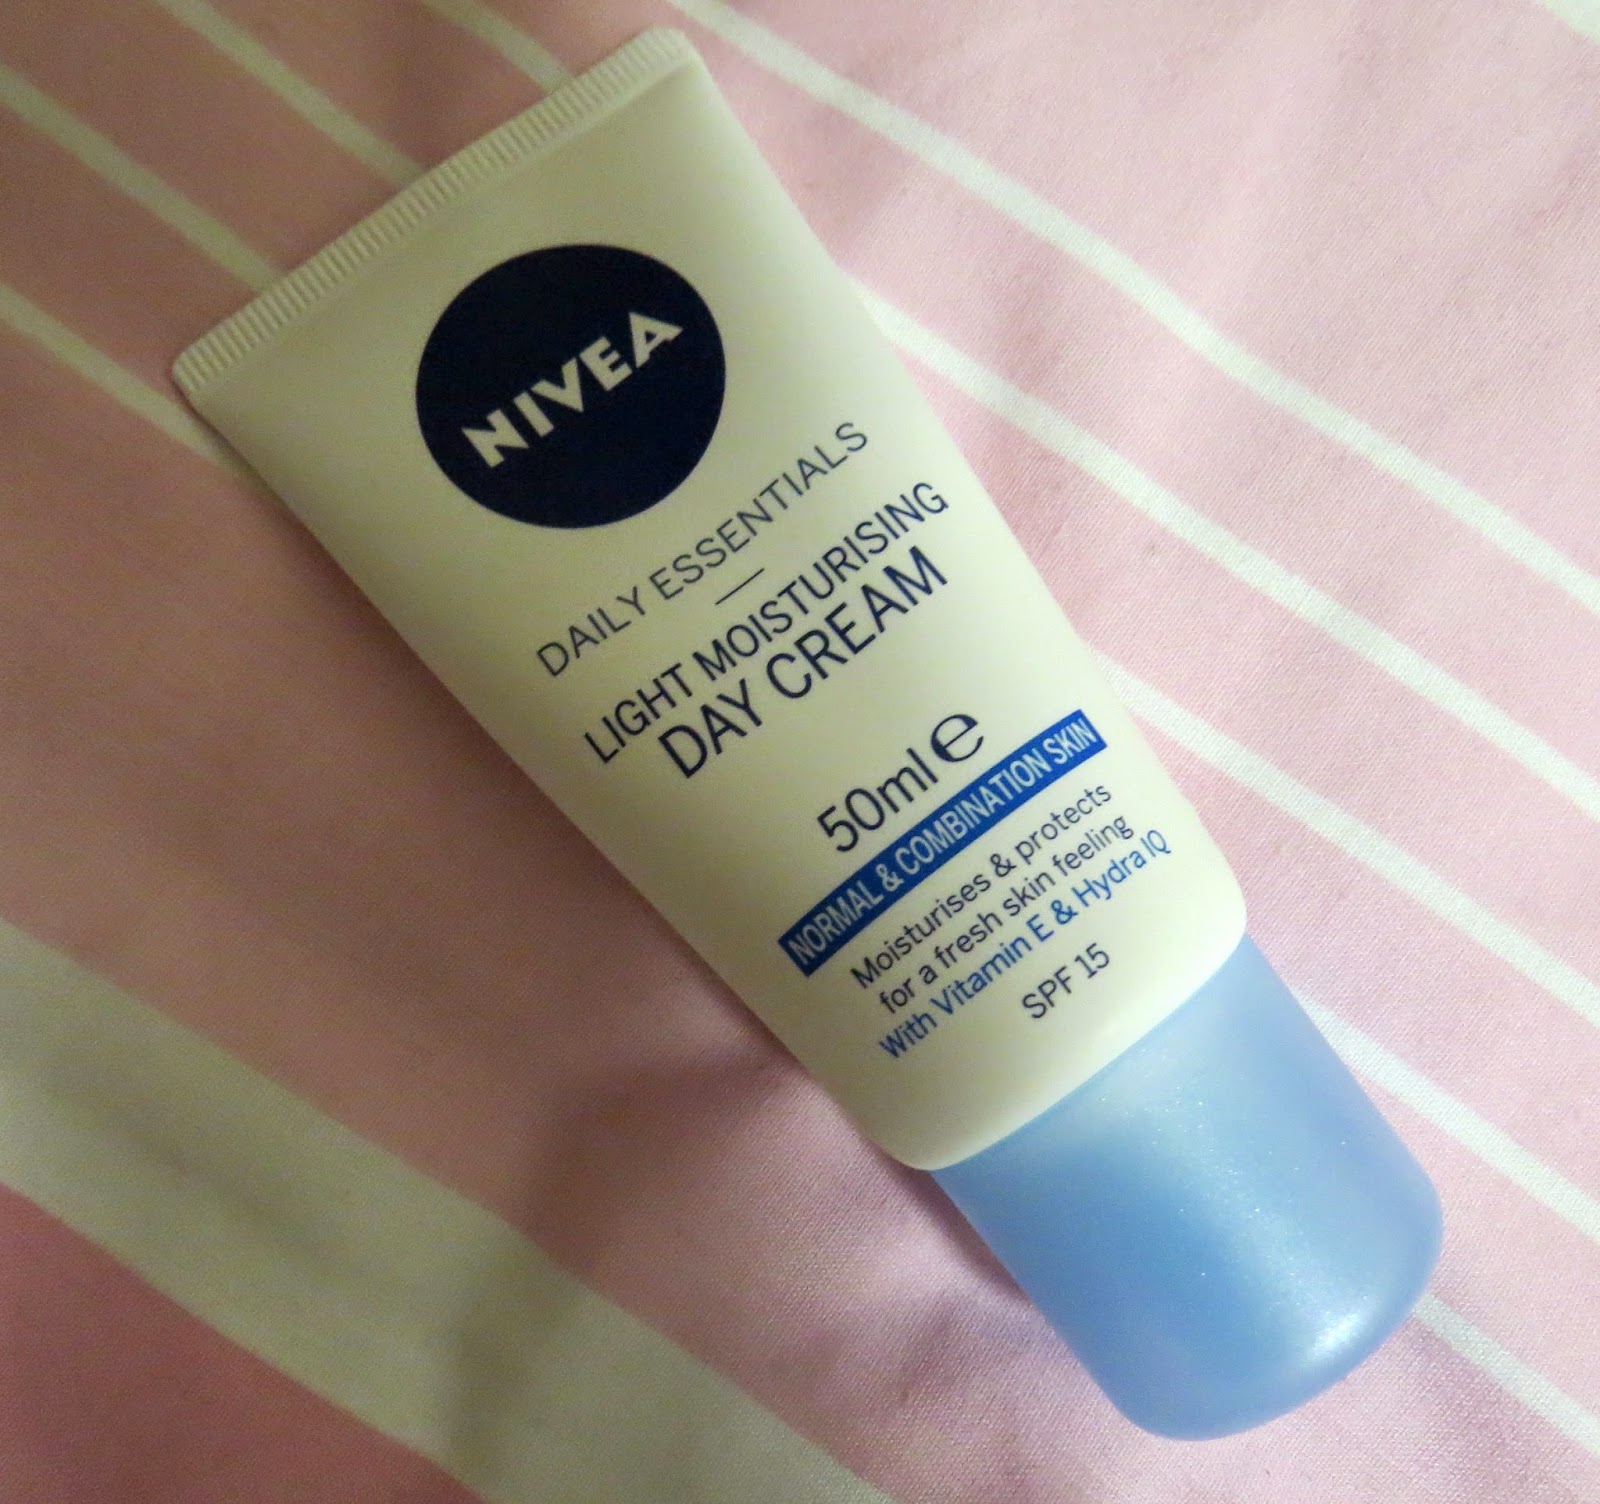 NIVEA
DAILY ESSENTIALS
LIGHT MOISTURISING
DAY CREAM
50ml e
NORMAL & COMBINATION SKIN
Moisturises & protects
for a fresh skin feeling
With Vitamin E & Hydra IQ
SPF 15